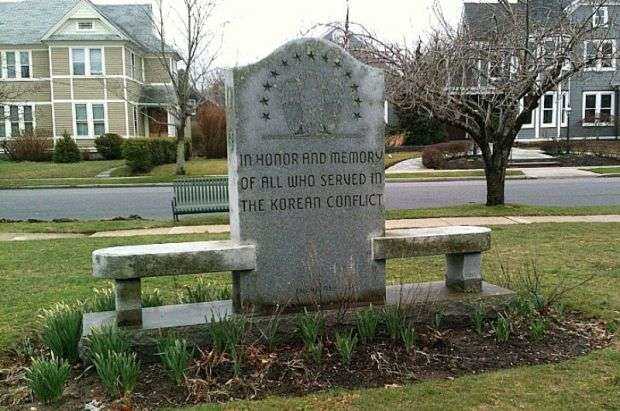 IN HONOR AND MEMORY
OF ALL WHO SERVED IN
THE KOREAN CONFLICT